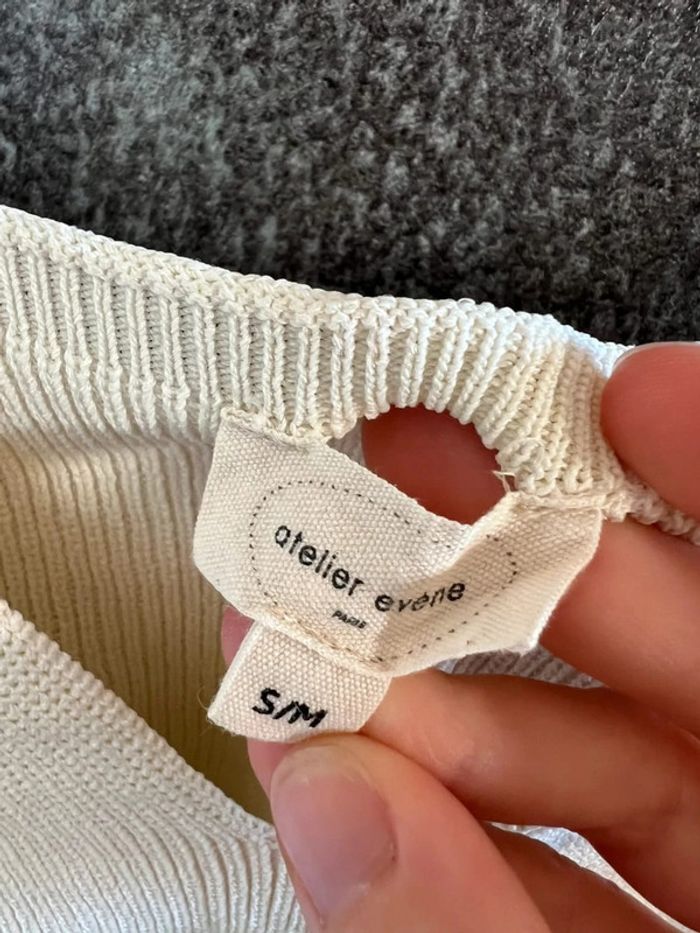 atelier evene
PARIS
S/M